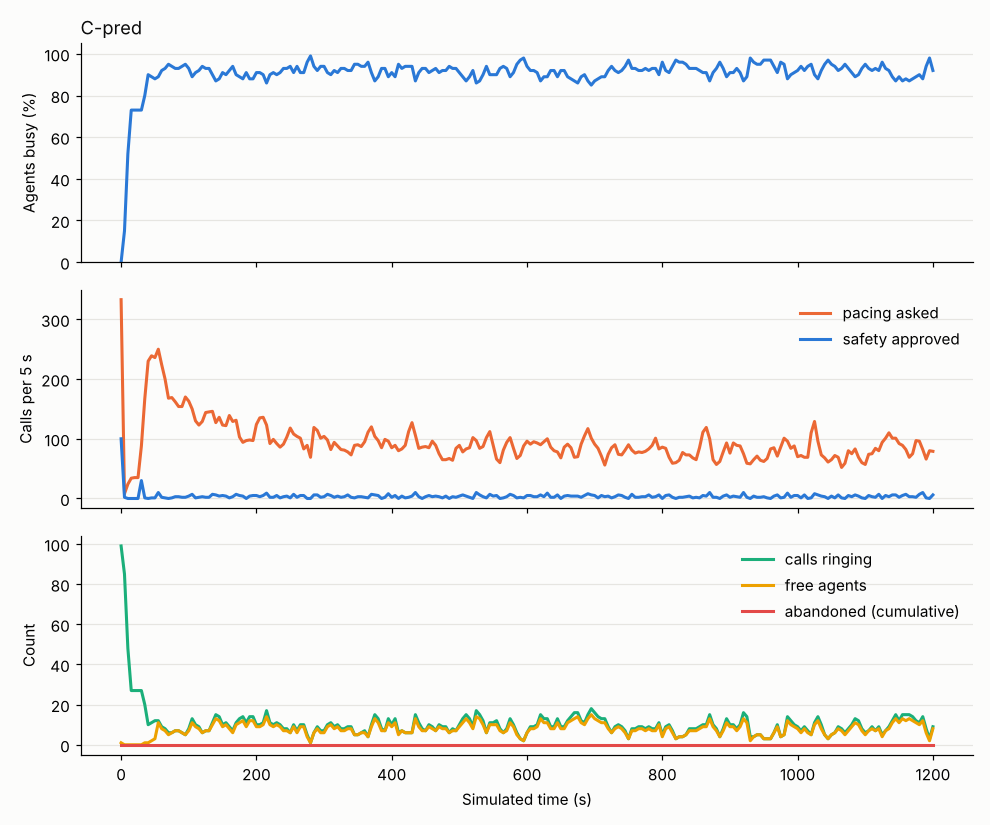 C-pred
100
80
60
40
20
0
Agents busy (%)
300
200
100
0
Calls per 5 s
pacing asked
safety approved
100
80
60
40
20
0
Count
calls ringing
free agents
abandoned (cumulative)
0 200 400 600 800 1000 1200
Simulated time (s)